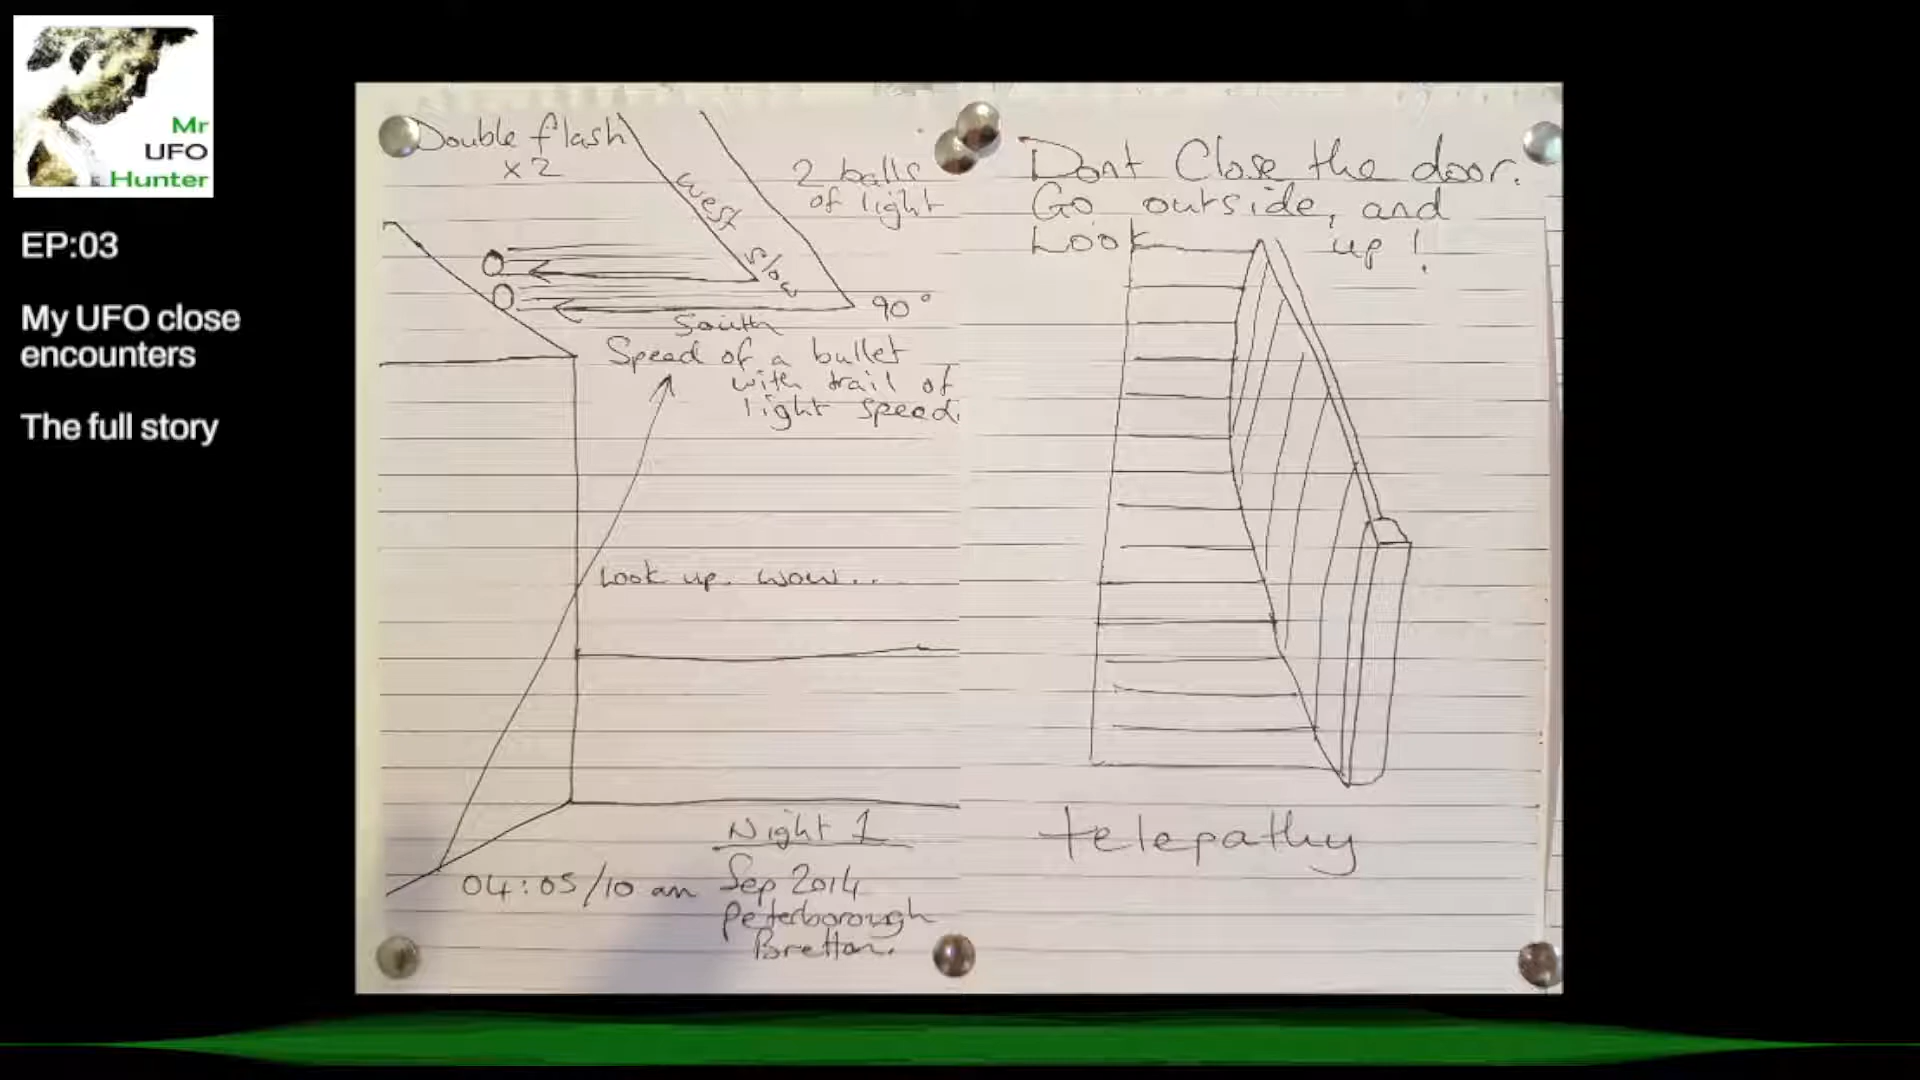 Mr
UFO
Hunter
EP:03
My UFO close
encounters
The full story
Double flash
x2
West
Slow
2 balls
of light
90°
South
Speed of a bullet
with trail of
light speed.
Look up. wow..
Night 1
04:05/10 am Sep 2014
Peterborough
Bretton.
Dont Close the door.
Go outside, and
Look up!
telepathy